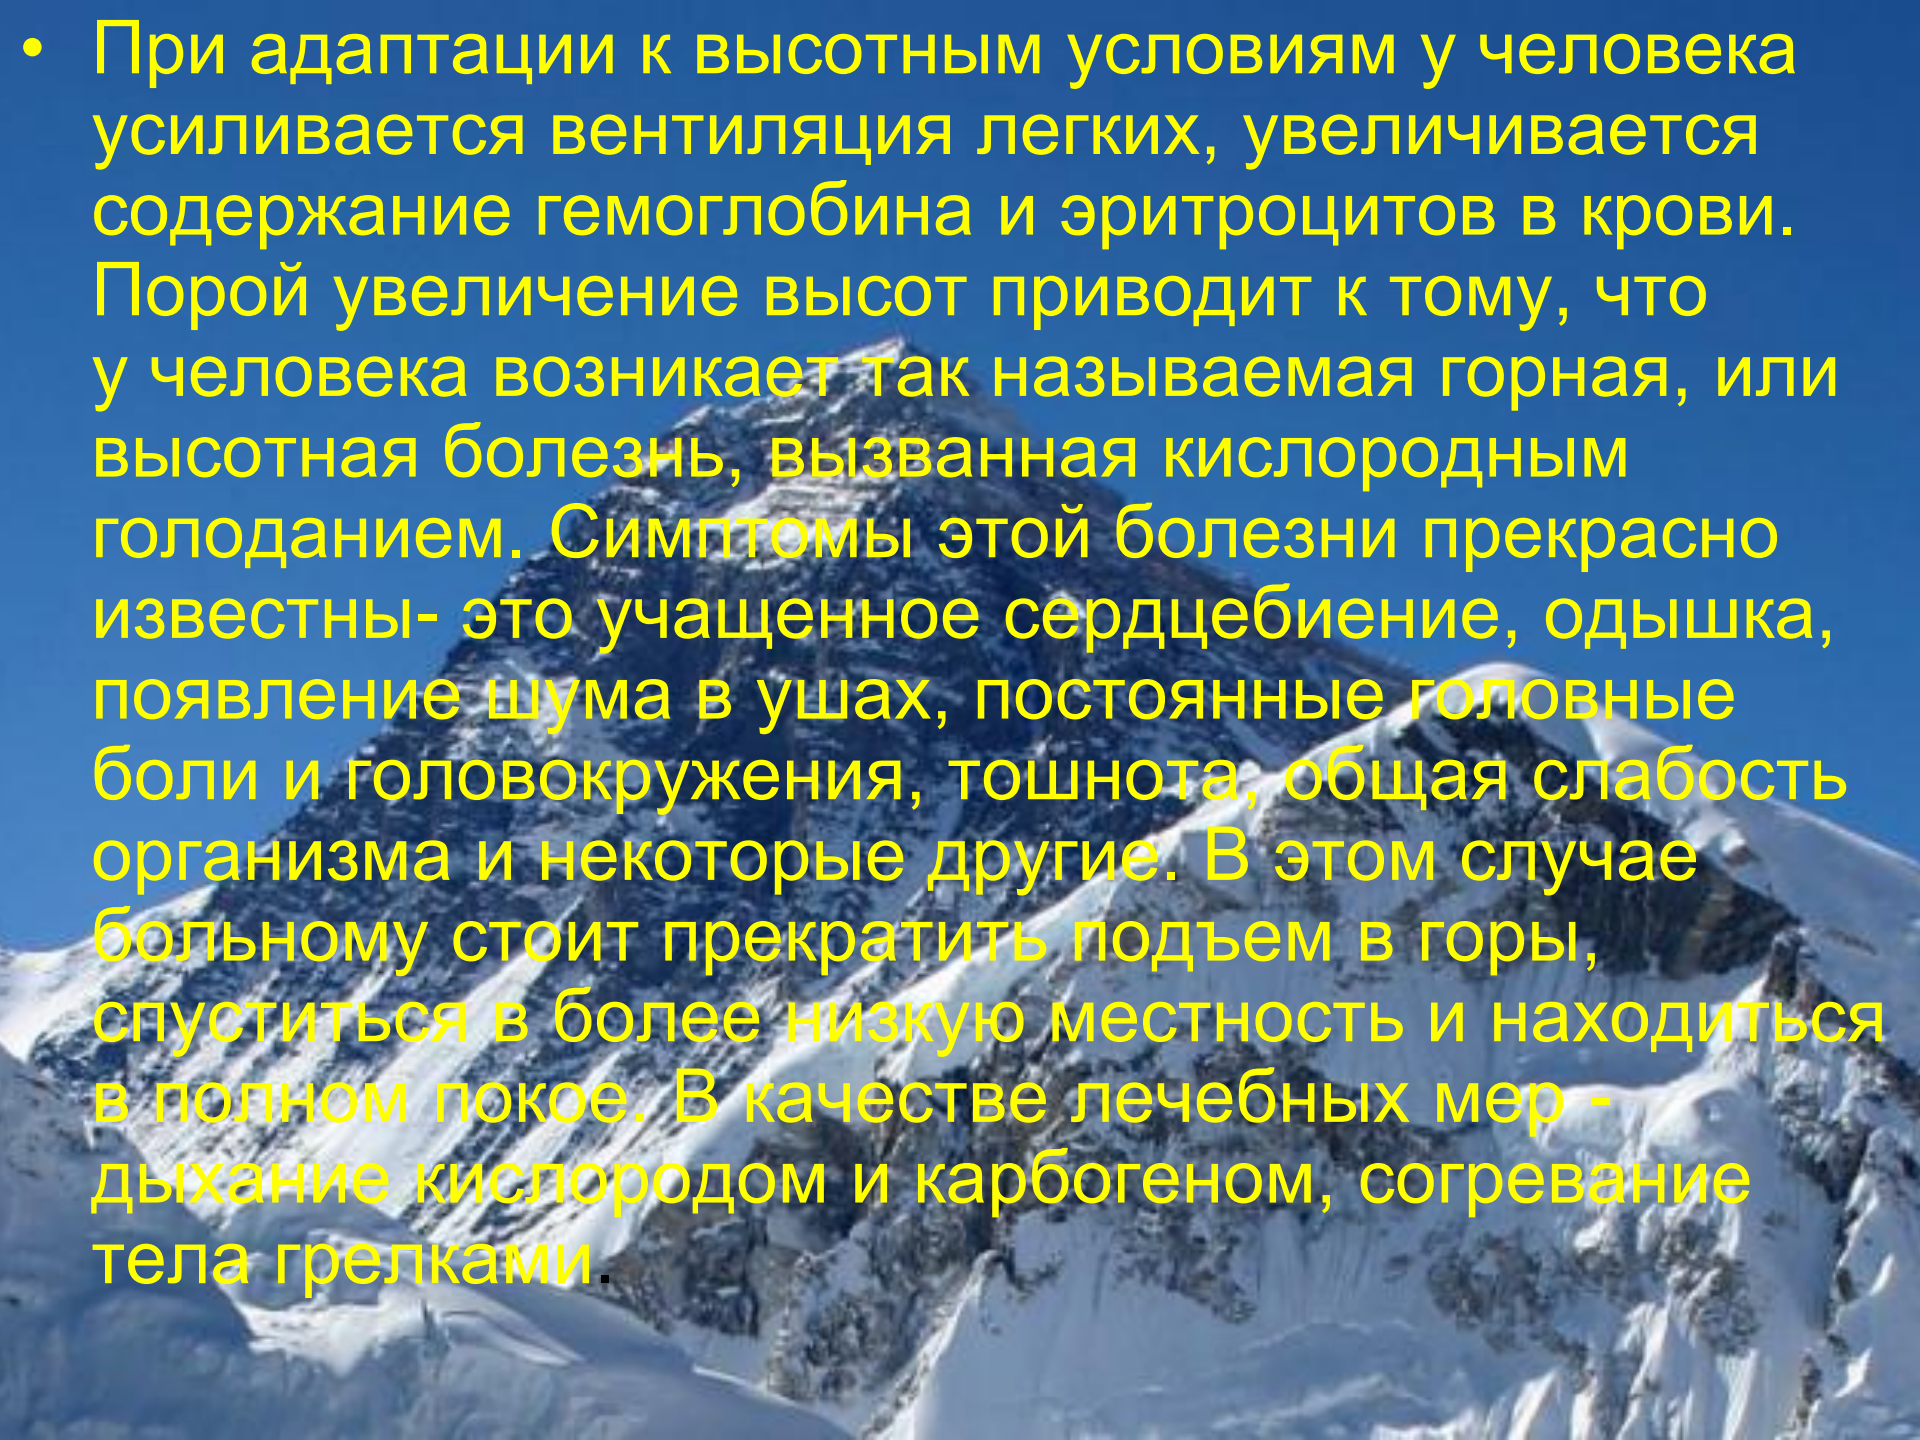 • При адаптации к высотным условиям у человека
усиливается вентиляция легких, увеличивается
содержание гемоглобина и эритроцитов в крови.
Порой увеличение высот приводит к тому, что
у человека возникает так называемая горная, или
высотная болезнь, вызванная кислородным
голоданием. Симптомы этой болезни прекрасно
известны- это учащенное сердцебиение, одышка,
появление шума в ушах, постоянные головные
боли и головокружения, тошнота, общая слабость
организма и некоторые другие. В этом случае
больному стоит прекратить подъем в горы,
спуститься в более низкую местность и находиться
в полном покое. В качестве лечебных мер -
дыхание кислородом и карбогеном, согревание
тела грелками.